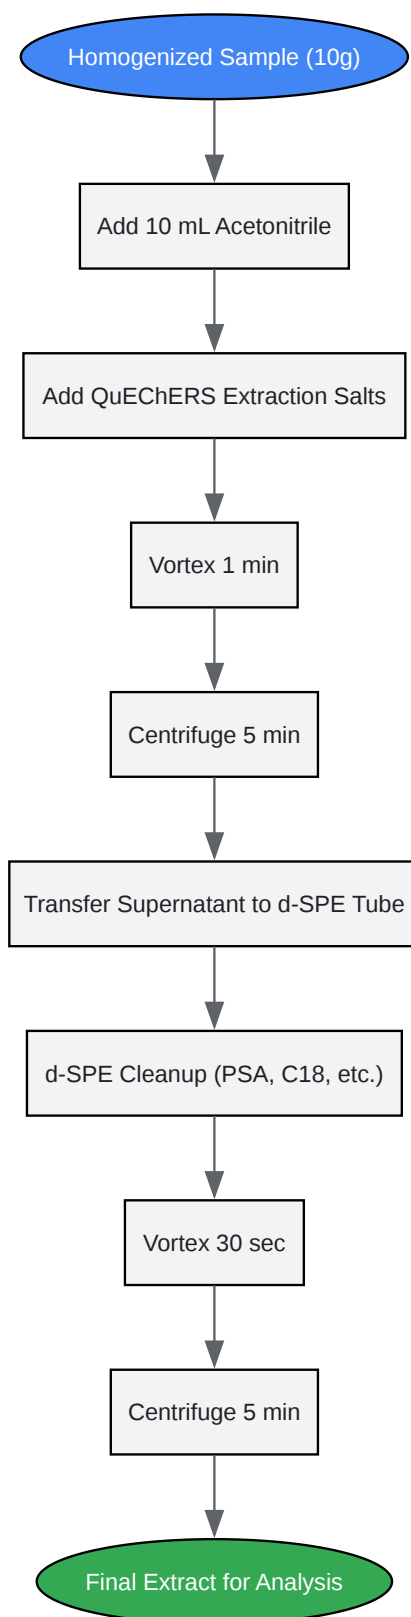 Homogenized Sample (10g)
Add 10 mL Acetonitrile
Add QuEChERS Extraction Salts
Vortex 1 min
Centrifuge 5 min
Transfer Supernatant to d-SPE Tube
d-SPE Cleanup (PSA, C18, etc.)
Vortex 30 sec
Centrifuge 5 min
Final Extract for Analysis